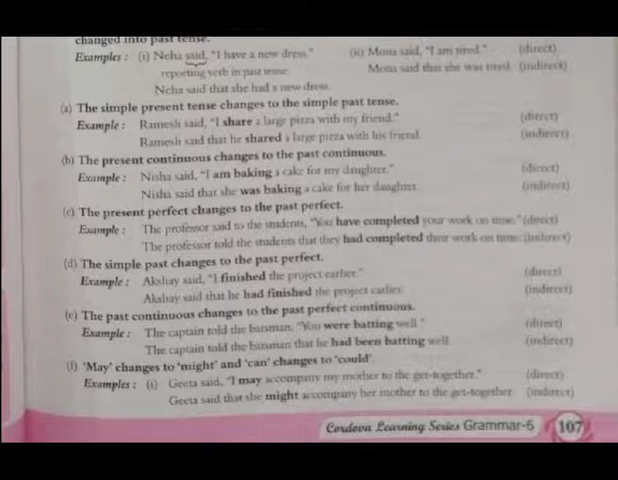 changed into past tense.
Examples : (i) Neha said, "I have a new dress." (ii) Mona said, "I am tired." (direct)
reporting verb in past tense Mona said that she was tired. (indirect)
Neha said that she had a new dress.
(a) The simple present tense changes to the simple past tense.
Example : Ramesh said, "I share a large pizza with my friend." (direct)
Ramesh said that he shared a large pizza with his friend. (indirect)
(b) The present continuous changes to the past continuous.
Example : Nisha said, "I am baking a cake for my daughter." (direct)
Nisha said that she was baking a cake for her daughter. (indirect)
(c) The present perfect changes to the past perfect.
Example : The professor said to the students, "You have completed your work on time." (direct)
The professor told the students that they had completed their work on time. (indirect)
(d) The simple past changes to the past perfect.
Example : Akshay said, "I finished the project earlier." (direct)
Akshay said that he had finished the project earlier. (indirect)
(e) The past continuous changes to the past perfect continuous.
Example : The captain told the batsman, "You were batting well." (direct)
The captain told the batsman that he had been batting well. (indirect)
(f) 'May' changes to 'might' and 'can' changes to 'could'.
Examples : (i) Geeta said, "I may accompany my mother to the get-together." (direct)
Geeta said that she might accompany her mother to the get-together. (indirect)
Cordova Learning Series Grammar-6 107